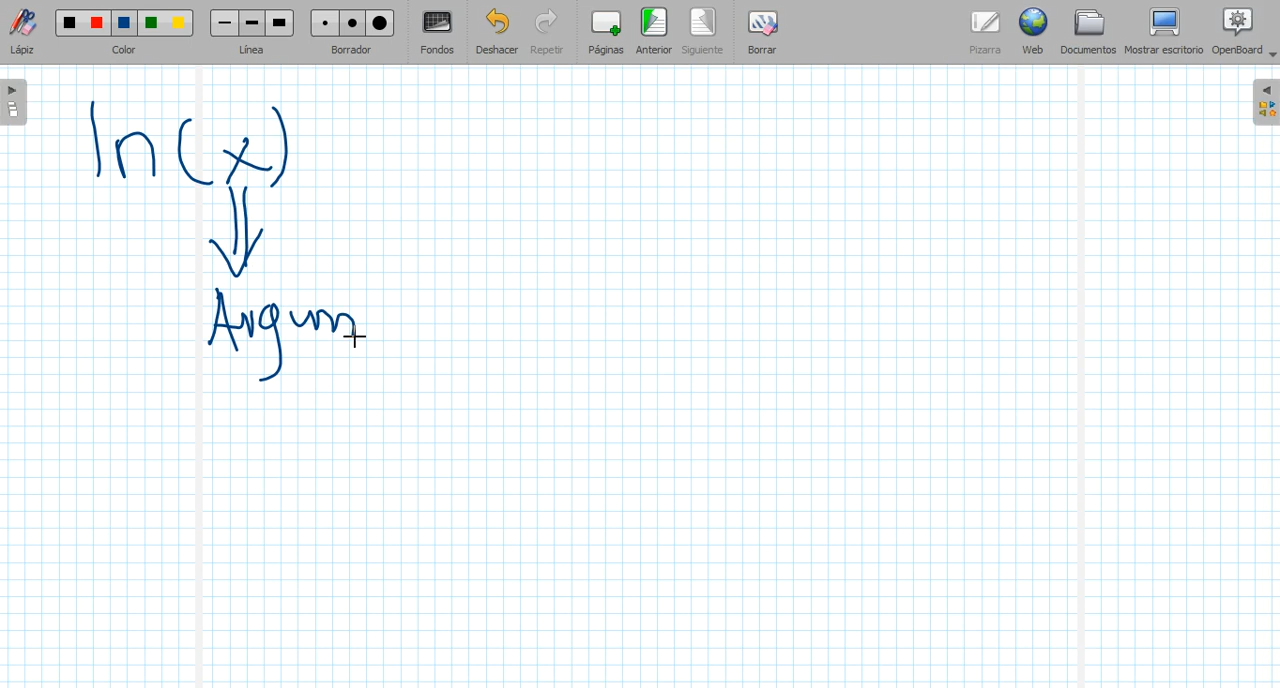 Lápiz Color Línea Borrador Fondos Deshacer Repetir Páginas Anterior Siguiente Borrar Pizarra Web Documentos Mostrar escritorio OpenBoard
ln(x)
Argum